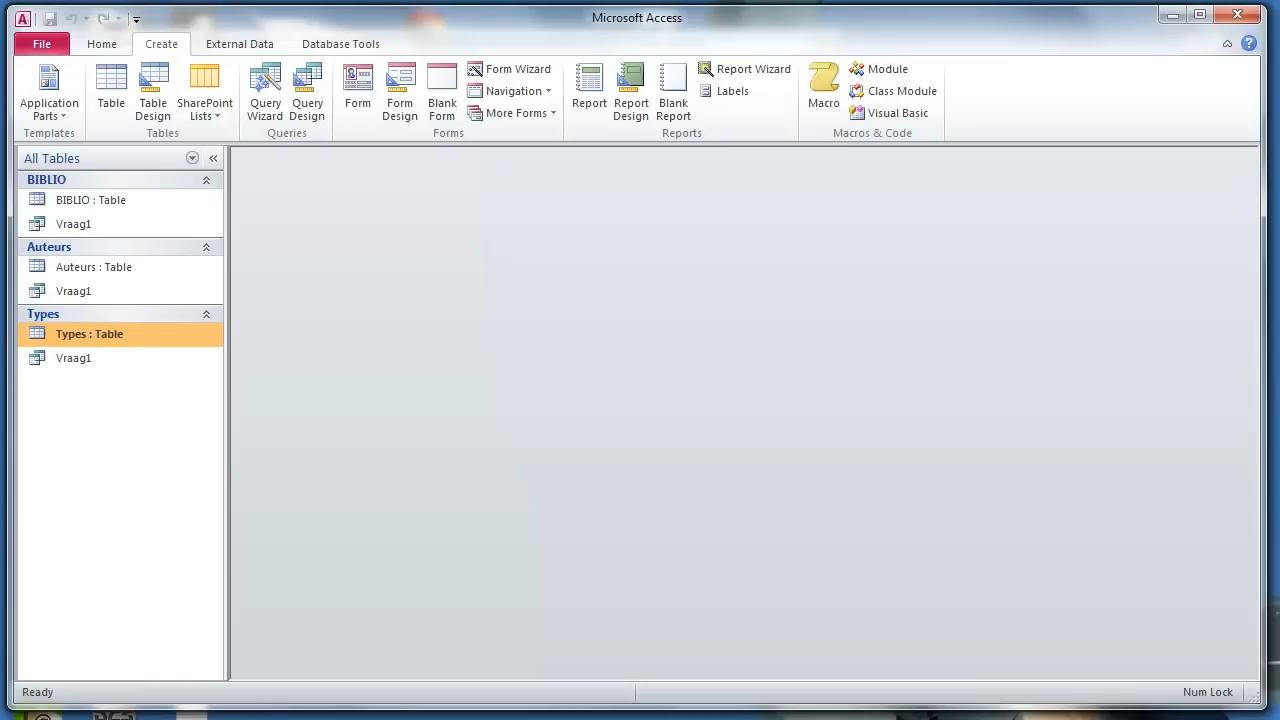 Microsoft Access
File Home Create External Data Database Tools
Application Parts
Table
Table Design
SharePoint Lists
Query Wizard
Query Design
Form
Form Design
Blank Form
Form Wizard
Navigation
More Forms
Report
Report Design
Blank Report
Report Wizard
Labels
Macro
Module
Class Module
Visual Basic
Templates Tables Queries Forms Reports Macros & Code
All Tables
BIBLIO
BIBLIO : Table
Vraag1
Auteurs
Auteurs : Table
Vraag1
Types
Types : Table
Vraag1
Ready
Num Lock